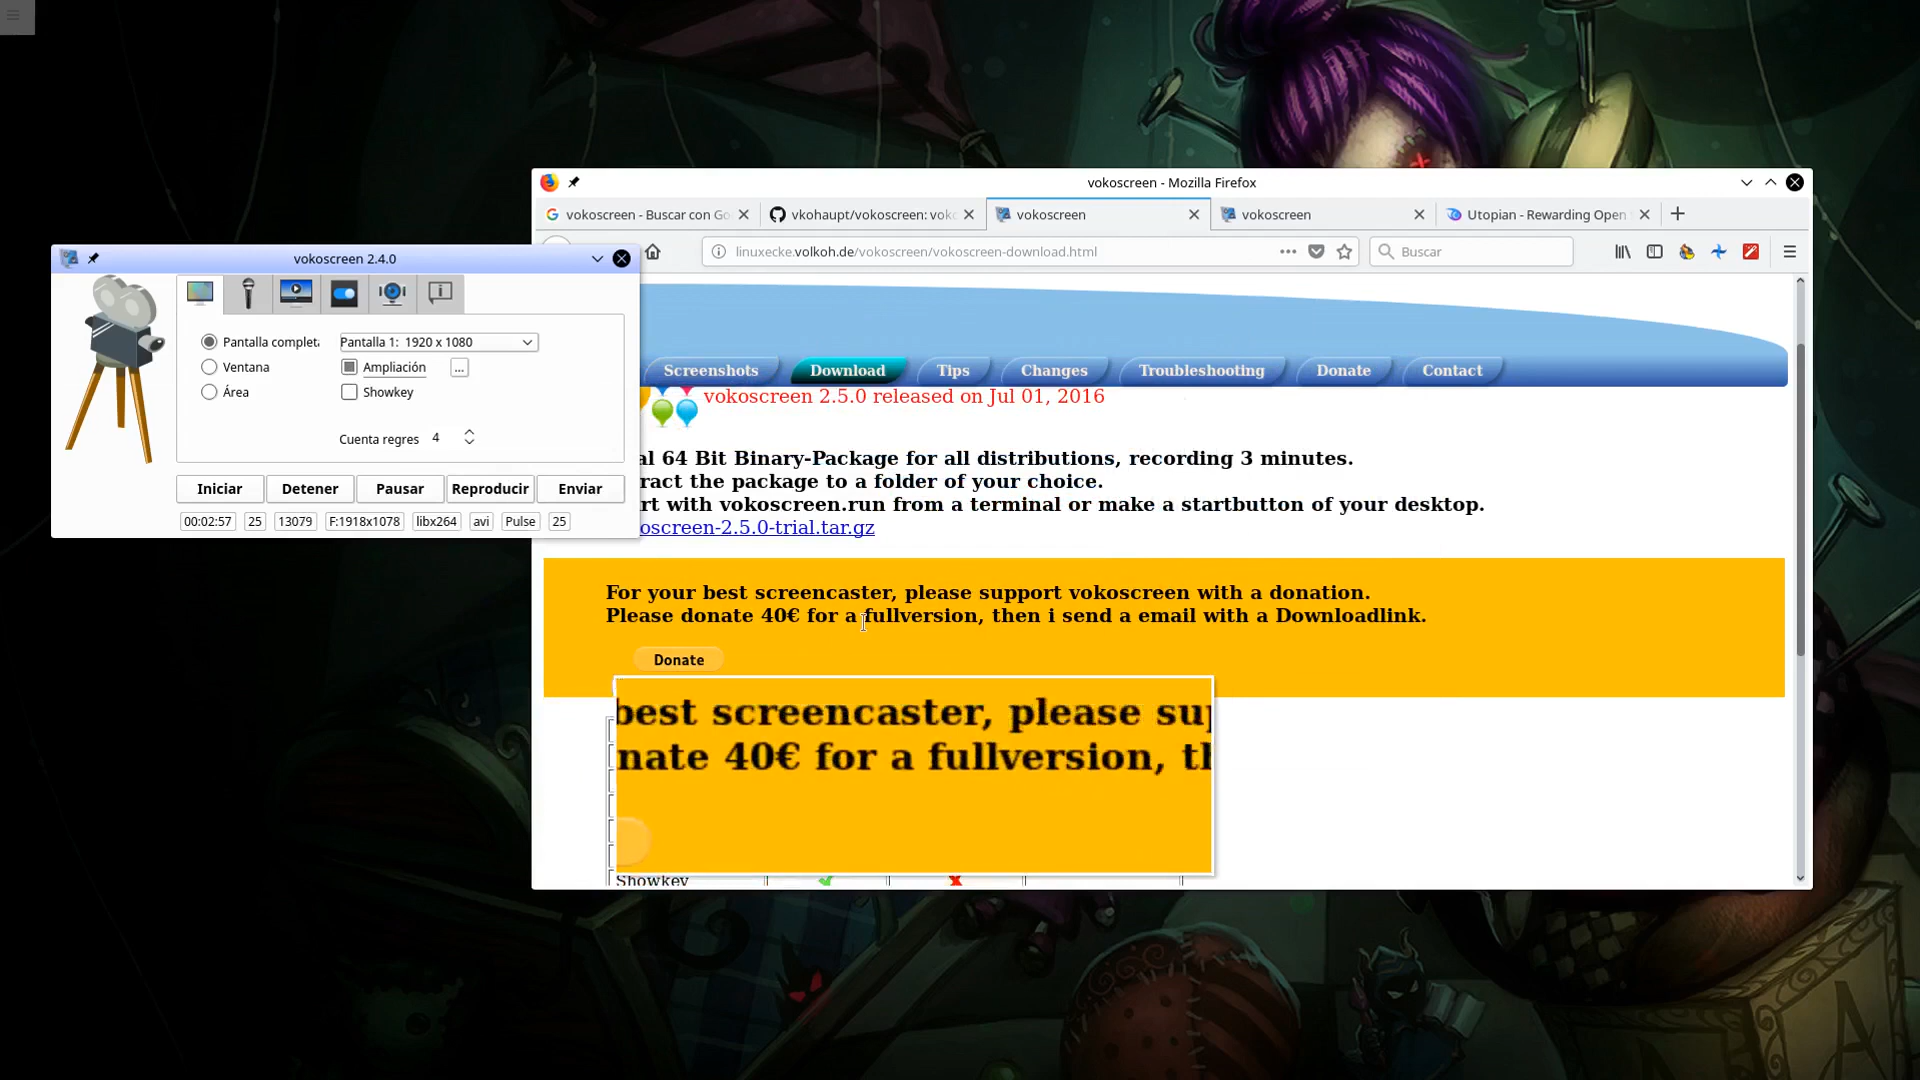 vokoscreen - Mozilla Firefox
vokoscreen - Buscar con Go
vkohaupt/vokoscreen: vok
vokoscreen
vokoscreen
Utopian - Rewarding Open
linuxecke.volkoh.de/vokoscreen/vokoscreen-download.html
Buscar
vokoscreen 2.4.0
Pantalla complet
Pantalla 1: 1920 x 1080
Ventana
Ampliación
...
Área
Showkey
Cuenta regres
4
Iniciar
Detener
Pausar
Reproducir
Enviar
00:02:57
25
13079
F:1918x1078
libx264
avi
Pulse
25
Screenshots
Download
Tips
Changes
Troubleshooting
Donate
Contact
vokoscreen 2.5.0 released on Jul 01, 2016
al 64 Bit Binary-Package for all distributions, recording 3 minutes.
ract the package to a folder of your choice.
rt with vokoscreen.run from a terminal or make a startbutton of your desktop.
oscreen-2.5.0-trial.tar.gz
For your best screencaster, please support vokoscreen with a donation.
Please donate 40€ for a fullversion, then i send a email with a Downloadlink.
Donate
best screencaster, please sup
nate 40€ for a fullversion, th
Showkey